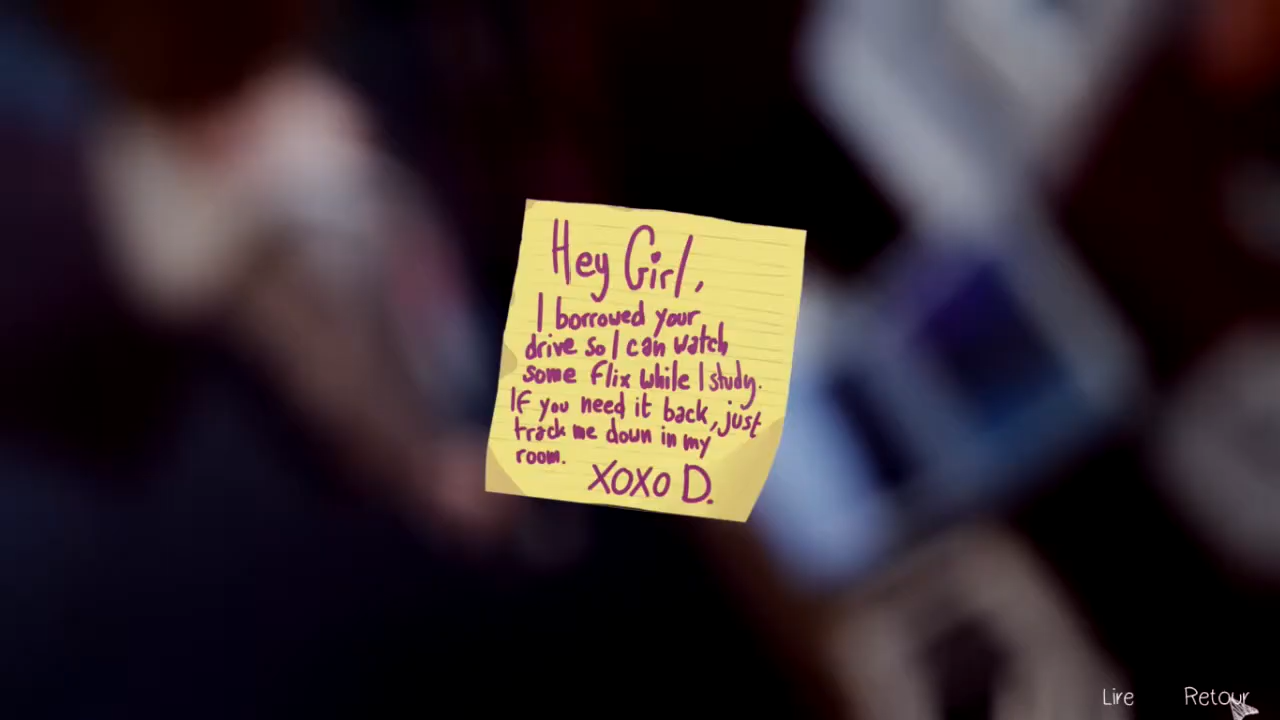 Hey Girl,
I borrowed your
drive so I can watch
some flix while I study.
If you need it back, just
track me down in my
room.
XOXO D.
Lire Retour